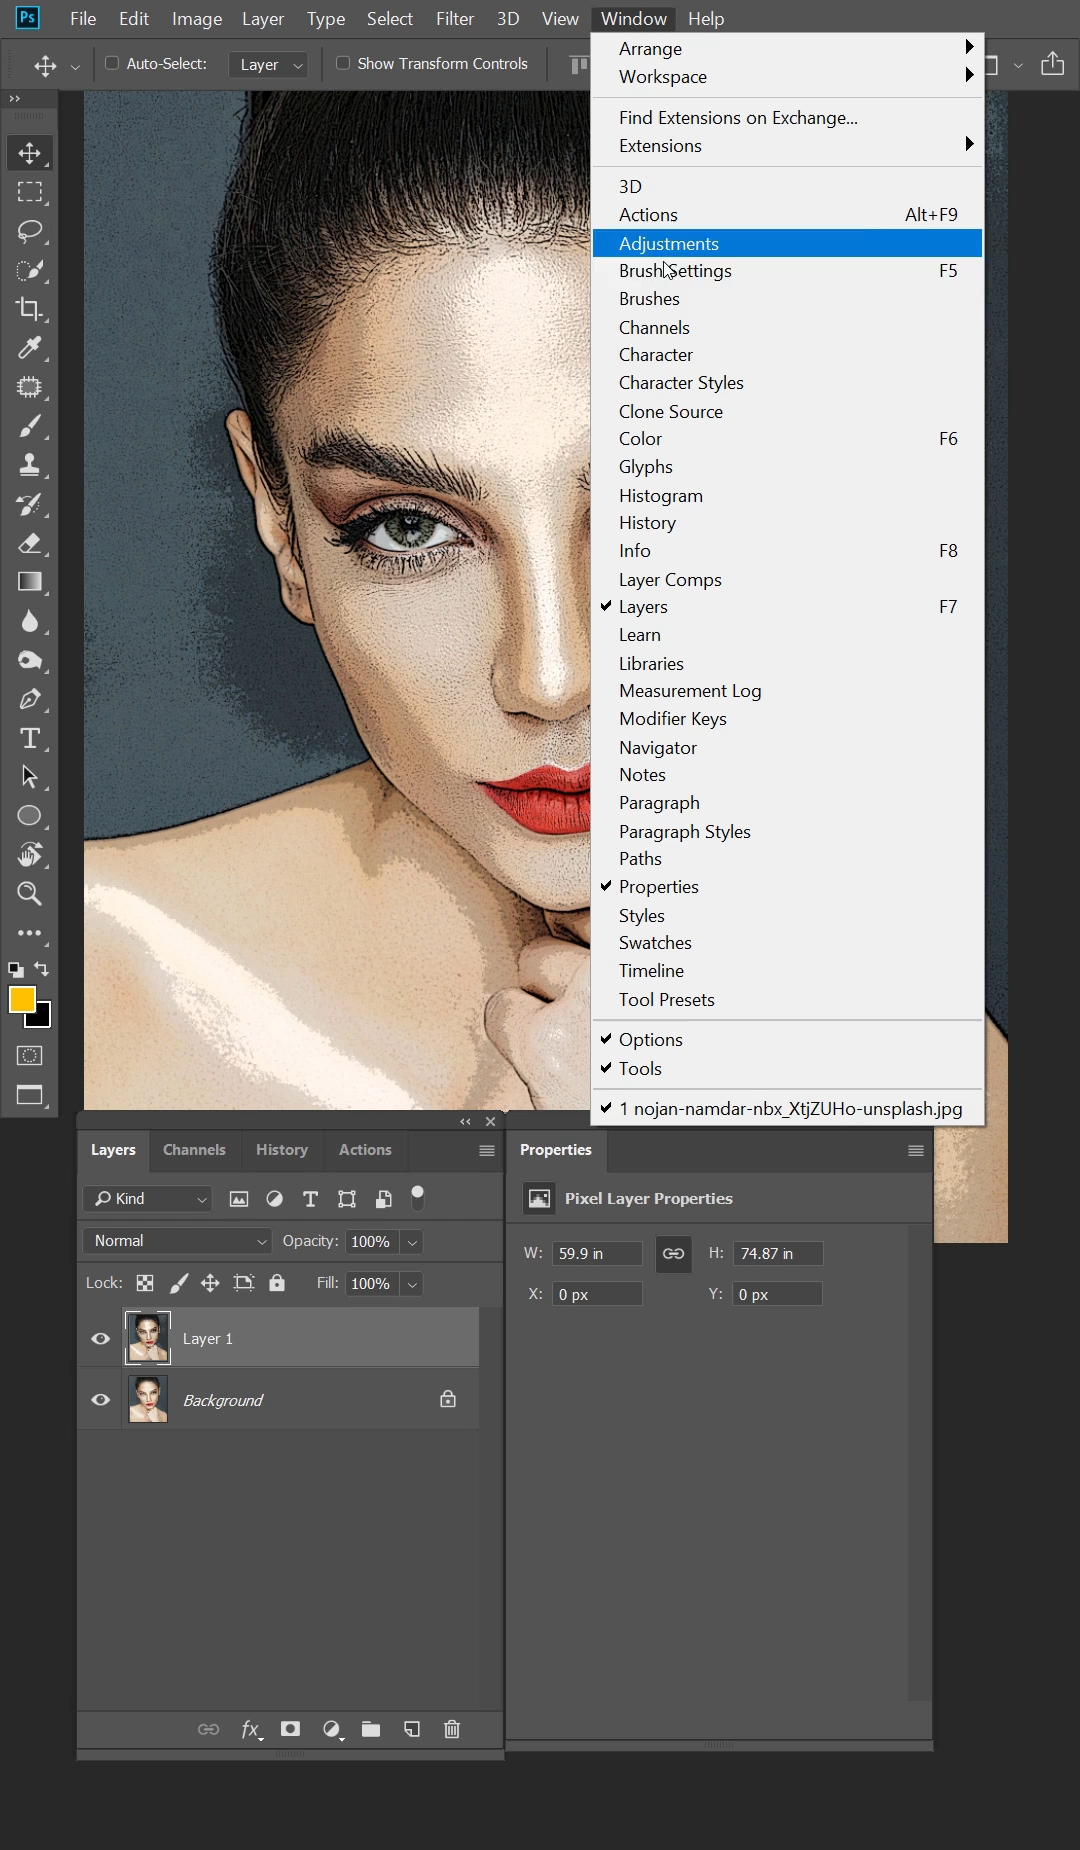 Ps File Edit Image Layer Type Select Filter 3D View Window Help
Auto-Select: Layer Show Transform Controls
Arrange
Workspace
Find Extensions on Exchange...
Extensions
3D
Actions Alt+F9
Adjustments
Brush Settings F5
Brushes
Channels
Character
Character Styles
Clone Source
Color F6
Glyphs
Histogram
History
Info F8
Layer Comps
Layers F7
Learn
Libraries
Measurement Log
Modifier Keys
Navigator
Notes
Paragraph
Paragraph Styles
Paths
Properties
Styles
Swatches
Timeline
Tool Presets
Options
Tools
1 nojan-namdar-nbx_XtjZUHo-unsplash.jpg
Layers Channels History Actions
Kind
Normal Opacity: 100%
Lock: Fill: 100%
Layer 1
Background
fx
Properties
Pixel Layer Properties
W: 59.9 in H: 74.87 in
X: 0 px Y: 0 px